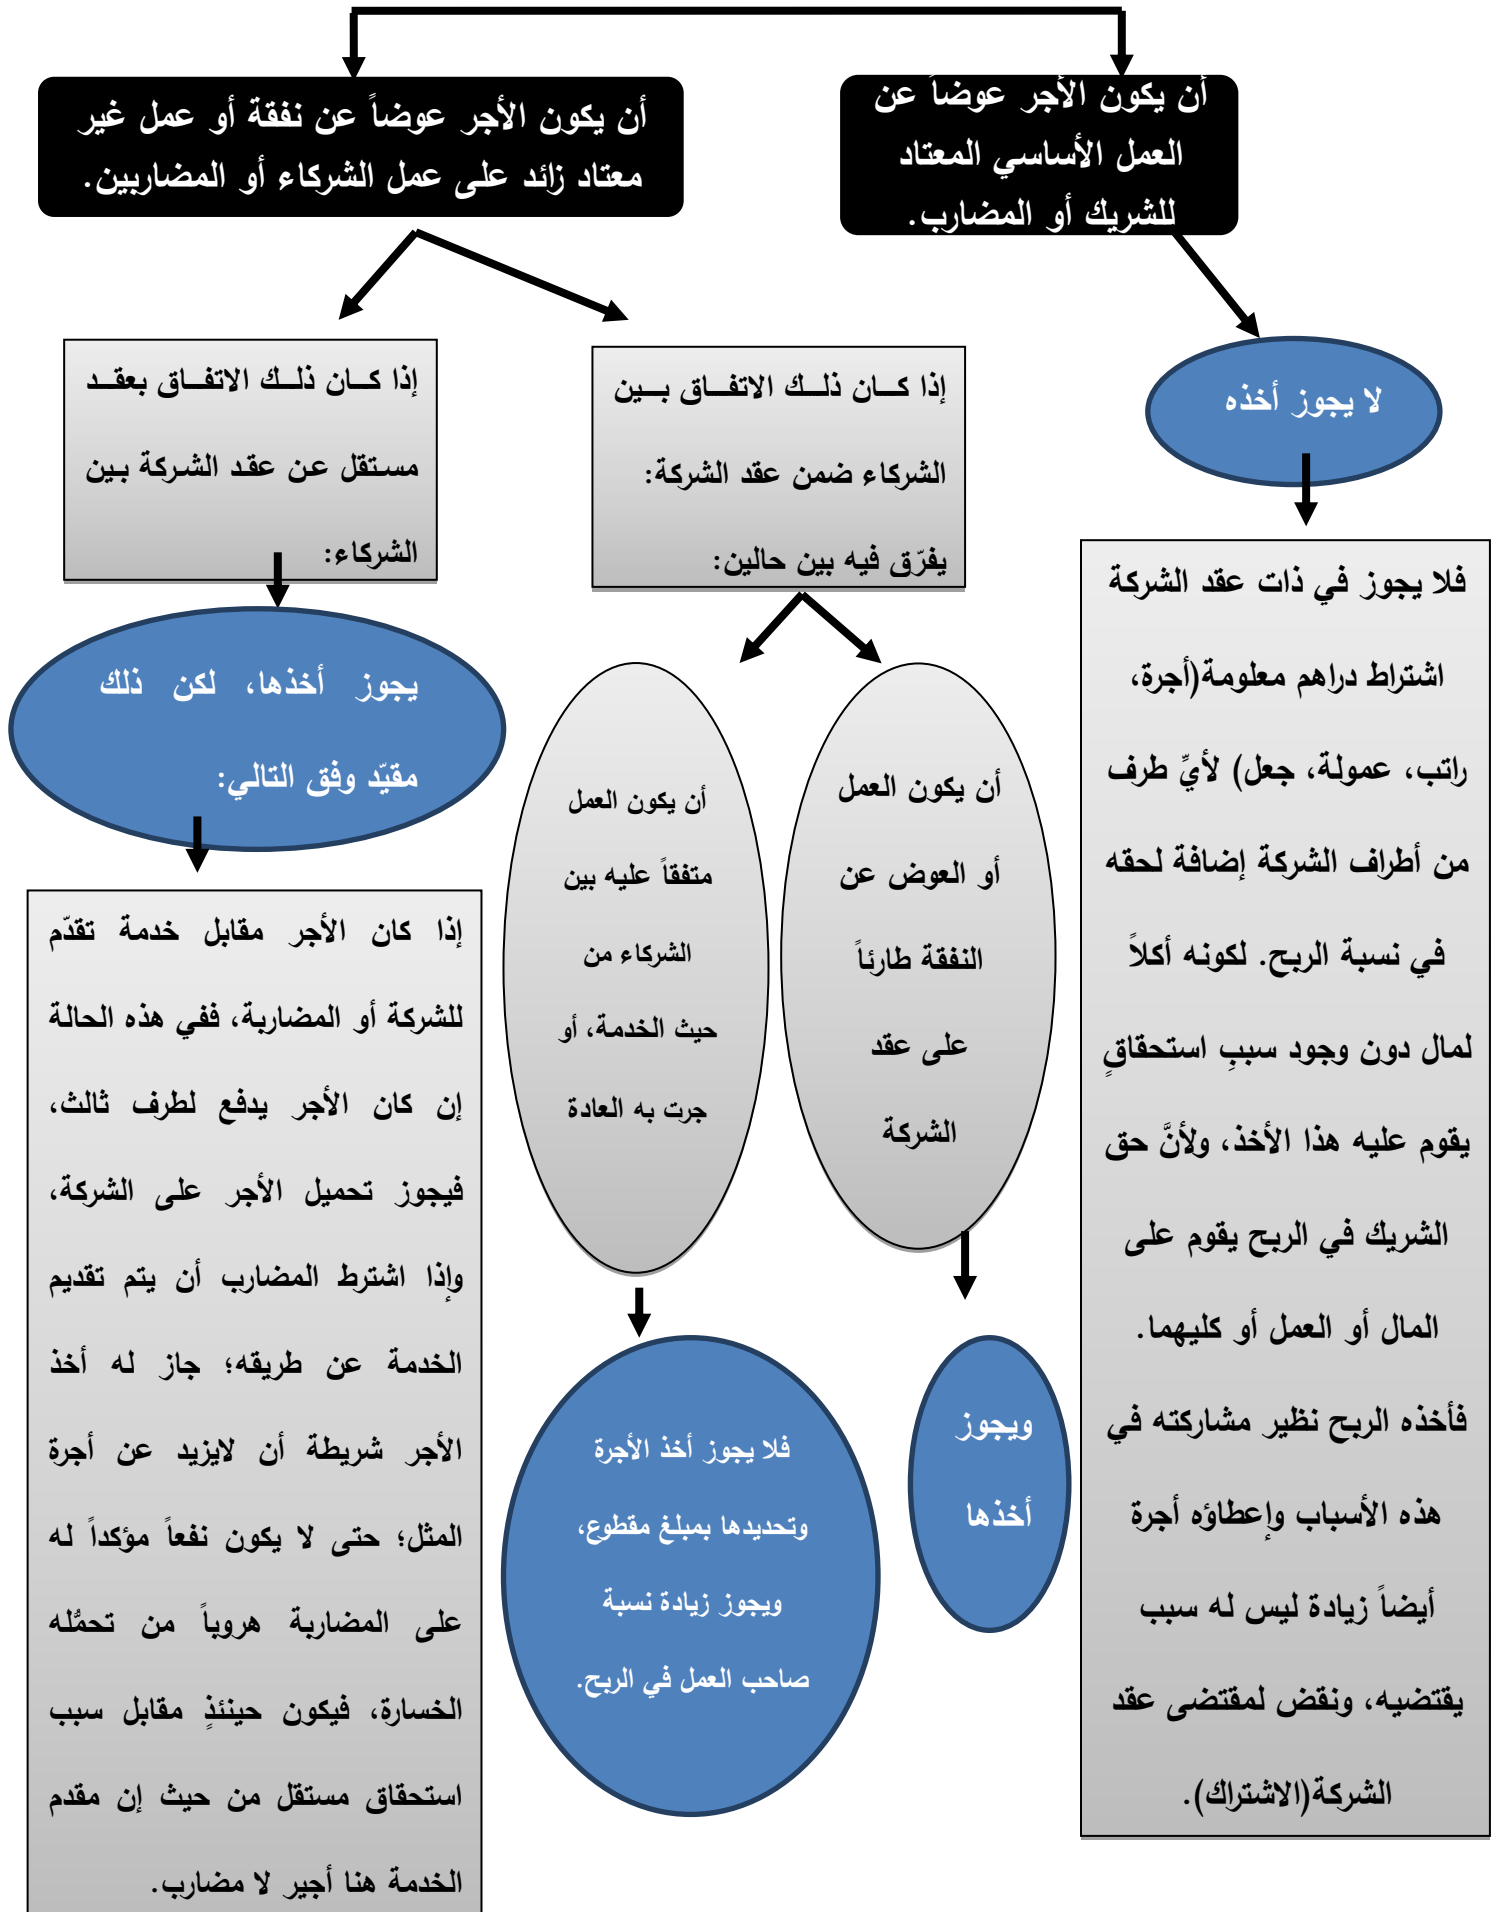 أن يكون الأجر عوضاً عن
العمل الأساسي المعتاد
للشريك أو المضارب.
أن يكون الأجر عوضاً عن نفقة أو عمل غير
معتاد زائد على عمل الشركاء أو المضاربين.
لا يجوز أخذه
فلا يجوز في ذات عقد الشركة
اشتراط دراهم معلومة(أجرة،
راتب، عمولة، جعل) لأيِّ طرف
من أطراف الشركة إضافة لحقه
في نسبة الربح. لكونه أكلاً
لمال دون وجود سببِ استحقاقٍ
يقوم عليه هذا الأخذ، ولأنَّ حق
الشريك في الربح يقوم على
المال أو العمل أو كليهما.
فأخذه الربح نظير مشاركته في
هذه الأسباب وإعطاؤه أجرة
أيضاً زيادة ليس له سبب
يقتضيه، ونقض لمقتضى عقد
الشركة(الاشتراك).
إذا كــان ذلــك الاتفــاق بــين
الشركاء ضمن عقد الشركة:
يفرّق فيه بين حالين:
أن يكون العمل
أو العوض عن
النفقة طارئاً
على عقد
الشركة
ويجوز
أخذها
أن يكون العمل
متفقاً عليه بين
الشركاء من
حيث الخدمة، أو
جرت به العادة
فلا يجوز أخذ الأجرة
وتحديدها بمبلغ مقطوع،
ويجوز زيادة نسبة
صاحب العمل في الربح.
إذا كــان ذلــك الاتفــاق بعقــد
مستقل عن عقد الشركة بين
الشركاء:
يجوز أخذها، لكن ذلك
مقيّد وفق التالي:
إذا كان الأجر مقابل خدمة تقدّم
للشركة أو المضاربة، ففي هذه الحالة
إن كان الأجر يدفع لطرف ثالث،
فيجوز تحميل الأجر على الشركة،
وإذا اشترط المضارب أن يتم تقديم
الخدمة عن طريقه؛ جاز له أخذ
الأجر شريطة أن لايزيد عن أجرة
المثل؛ حتى لا يكون نفعاً مؤكداً له
على المضاربة هروباً من تحمُّله
الخسارة، فيكون حينئذٍ مقابل سبب
استحقاق مستقل من حيث إن مقدم
الخدمة هنا أجير لا مضارب.